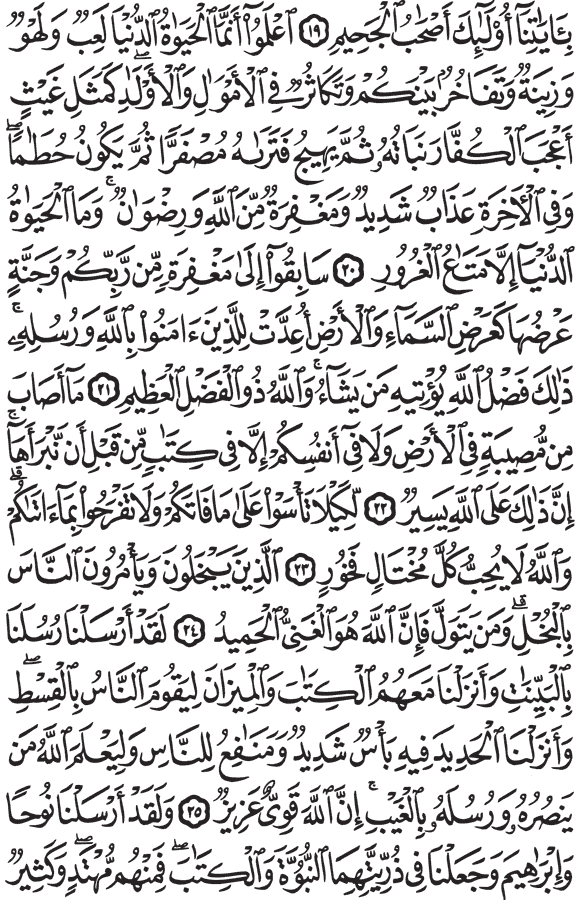 بِـَٔايَـٰتِنَآ أُو۟لَـٰٓئِكَ أَصْحَـٰبُ ٱلْجَحِيمِ ١٩ ٱعْلَمُوٓا۟ أَنَّمَا ٱلْحَيَوٰةُ ٱلدُّنْيَا لَعِبٌ وَلَهْوٌ
وَزِينَةٌ وَتَفَاخُرٌۢ بَيْنَكُمْ وَتَكَاثُرٌ فِى ٱلْأَمْوَٰلِ وَٱلْأَوْلَـٰدِ ۖ كَمَثَلِ غَيْثٍ
أَعْجَبَ ٱلْكُفَّارَ نَبَاتُهُۥ ثُمَّ يَهِيجُ فَتَرَىٰهُ مُصْفَرًّا ثُمَّ يَكُونُ حُطَـٰمًا ۖ
وَفِى ٱلْـَٔاخِرَةِ عَذَابٌ شَدِيدٌ وَمَغْفِرَةٌ مِّنَ ٱللَّهِ وَرِضْوَٰنٌ ۚ وَمَا ٱلْحَيَوٰةُ
ٱلدُّنْيَآ إِلَّا مَتَـٰعُ ٱلْغُرُورِ ٢٠ سَابِقُوٓا۟ إِلَىٰ مَغْفِرَةٍ مِّن رَّبِّكُمْ وَجَنَّةٍ
عَرْضُهَا كَعَرْضِ ٱلسَّمَآءِ وَٱلْأَرْضِ أُعِدَّتْ لِلَّذِينَ ءَامَنُوا۟ بِٱللَّهِ وَرُسُلِهِۦ ۚ
ذَٰلِكَ فَضْلُ ٱللَّهِ يُؤْتِيهِ مَن يَشَآءُ ۚ وَٱللَّهُ ذُو ٱلْفَضْلِ ٱلْعَظِيمِ ٢١ مَآ أَصَابَ
مِن مُّصِيبَةٍ فِى ٱلْأَرْضِ وَلَا فِىٓ أَنفُسِكُمْ إِلَّا فِى كِتَـٰبٍ مِّن قَبْلِ أَن نَّبْرَأَهَآ ۚ
إِنَّ ذَٰلِكَ عَلَى ٱللَّهِ يَسِيرٌ ٢٢ لِّكَيْلَا تَأْسَوْا۟ عَلَىٰ مَا فَاتَكُمْ وَلَا تَفْرَحُوا۟ بِمَآ ءَاتَىٰكُمْ ۗ
وَٱللَّهُ لَا يُحِبُّ كُلَّ مُخْتَالٍ فَخُورٍ ٢٣ ٱلَّذِينَ يَبْخَلُونَ وَيَأْمُرُونَ ٱلنَّاسَ
بِٱلْبُخْلِ ۗ وَمَن يَتَوَلَّ فَإِنَّ ٱللَّهَ هُوَ ٱلْغَنِىُّ ٱلْحَمِيدُ ٢٤ لَقَدْ أَرْسَلْنَا رُسُلَنَا
بِٱلْبَيِّنَـٰتِ وَأَنزَلْنَا مَعَهُمُ ٱلْكِتَـٰبَ وَٱلْمِيزَانَ لِيَقُومَ ٱلنَّاسُ بِٱلْقِسْطِ ۖ
وَأَنزَلْنَا ٱلْحَدِيدَ فِيهِ بَأْسٌ شَدِيدٌ وَمَنَـٰفِعُ لِلنَّاسِ وَلِيَعْلَمَ ٱللَّهُ مَن
يَنصُرُهُۥ وَرُسُلَهُۥ بِٱلْغَيْبِ ۚ إِنَّ ٱللَّهَ قَوِىٌّ عَزِيزٌ ٢٥ وَلَقَدْ أَرْسَلْنَا نُوحًا
وَإِبْرَٰهِيمَ وَجَعَلْنَا فِى ذُرِّيَّتِهِمَا ٱلنُّبُوَّةَ وَٱلْكِتَـٰبَ ۖ فَمِنْهُم مُّهْتَدٍ ۖ وَكَثِيرٌ